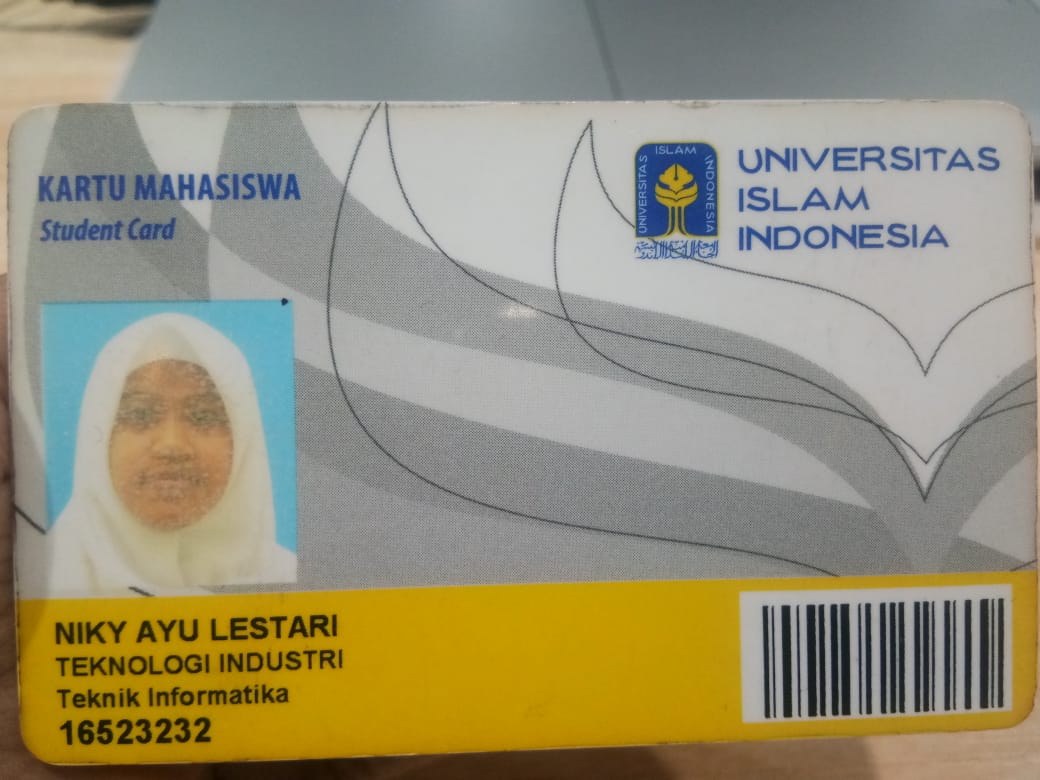 KARTU MAHASISWA
Student Card
UNIVERSITAS ISLAM INDONESIA
UNIVERSITAS
ISLAM
INDONESIA
NIKY AYU LESTARI
TEKNOLOGI INDUSTRI
Teknik Informatika
16523232